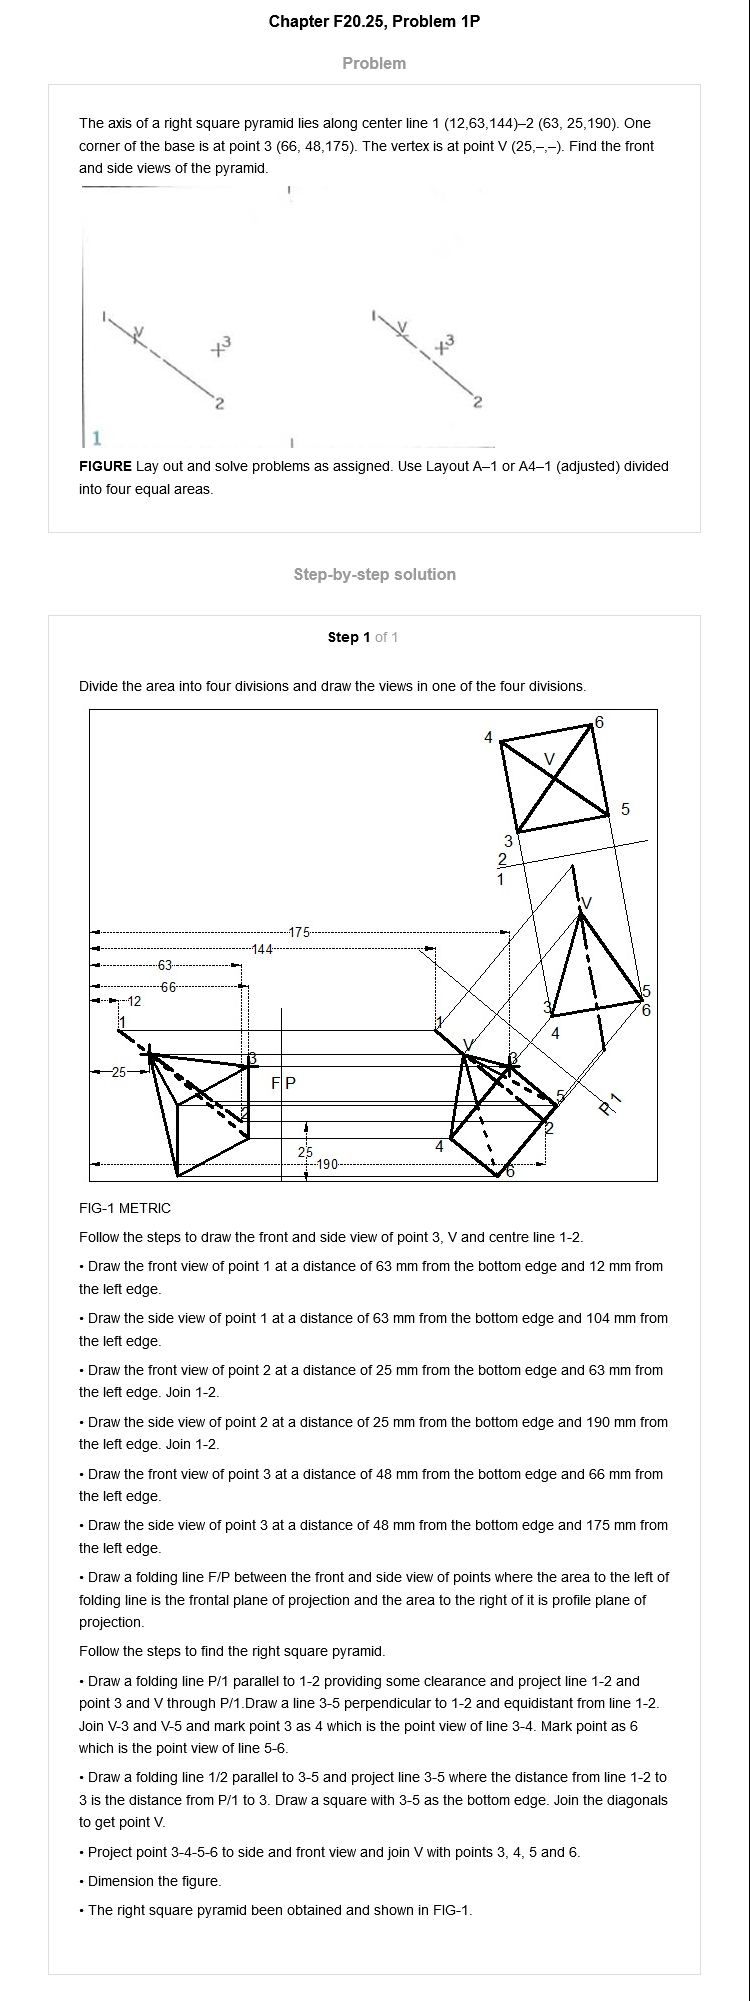 Chapter F20.25, Problem 1P
Problem
The axis of a right square pyramid lies along center line 1 (12,63,144)–2 (63, 25,190). One
corner of the base is at point 3 (66, 48,175). The vertex is at point V (25,–,–). Find the front
and side views of the pyramid.
1
V
3
2
1
V
3
2
1
FIGURE Lay out and solve problems as assigned. Use Layout A–1 or A4–1 (adjusted) divided
into four equal areas.
Step-by-step solution
Step 1 of 1
Divide the area into four divisions and draw the views in one of the four divisions.
6
4
V
5
3
2
1
V
175
144
63
66
12
5
3
6
1
1
4
V
3
3
25
F P
5
P 1
2
2
25
4
190
6
FIG-1 METRIC
Follow the steps to draw the front and side view of point 3, V and centre line 1-2.
• Draw the front view of point 1 at a distance of 63 mm from the bottom edge and 12 mm from
the left edge.
• Draw the side view of point 1 at a distance of 63 mm from the bottom edge and 104 mm from
the left edge.
• Draw the front view of point 2 at a distance of 25 mm from the bottom edge and 63 mm from
the left edge. Join 1-2.
• Draw the side view of point 2 at a distance of 25 mm from the bottom edge and 190 mm from
the left edge. Join 1-2.
• Draw the front view of point 3 at a distance of 48 mm from the bottom edge and 66 mm from
the left edge.
• Draw the side view of point 3 at a distance of 48 mm from the bottom edge and 175 mm from
the left edge.
• Draw a folding line F/P between the front and side view of points where the area to the left of
folding line is the frontal plane of projection and the area to the right of it is profile plane of
projection.
Follow the steps to find the right square pyramid.
• Draw a folding line P/1 parallel to 1-2 providing some clearance and project line 1-2 and
point 3 and V through P/1.Draw a line 3-5 perpendicular to 1-2 and equidistant from line 1-2.
Join V-3 and V-5 and mark point 3 as 4 which is the point view of line 3-4. Mark point as 6
which is the point view of line 5-6.
• Draw a folding line 1/2 parallel to 3-5 and project line 3-5 where the distance from line 1-2 to
3 is the distance from P/1 to 3. Draw a square with 3-5 as the bottom edge. Join the diagonals
to get point V.
• Project point 3-4-5-6 to side and front view and join V with points 3, 4, 5 and 6.
• Dimension the figure.
• The right square pyramid been obtained and shown in FIG-1.